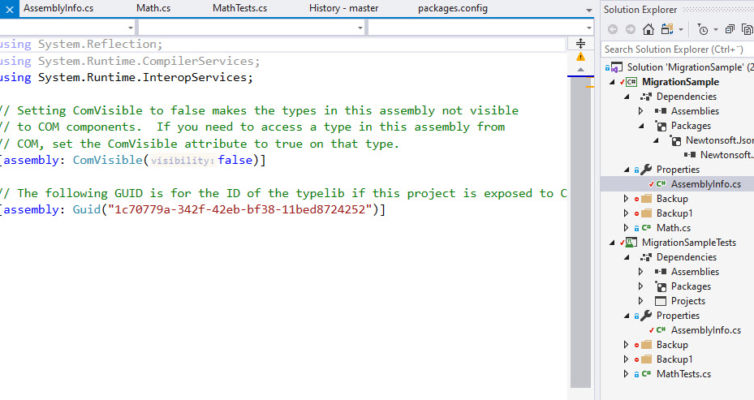 AssemblyInfo.cs Math.cs MathTests.cs History - master packages.config
using System.Reflection;
using System.Runtime.CompilerServices;
using System.Runtime.InteropServices;
// Setting ComVisible to false makes the types in this assembly not visible
// to COM components.  If you need to access a type in this assembly from
// COM, set the ComVisible attribute to true on that type.
[assembly: ComVisible(visibility: false)]
// The following GUID is for the ID of the typelib if this project is exposed to C
[assembly: Guid("1c70779a-342f-42eb-bf38-11bed8724252")]
Solution Explorer
Search Solution Explorer (Ctrl+¨)
Solution 'MigrationSample' (2
MigrationSample
Dependencies
Assemblies
Packages
Newtonsoft.Json
Newtonsoft.
Properties
AssemblyInfo.cs
Backup
Backup1
Math.cs
MigrationSampleTests
Dependencies
Assemblies
Packages
Projects
Properties
AssemblyInfo.cs
Backup
Backup1
MathTests.cs